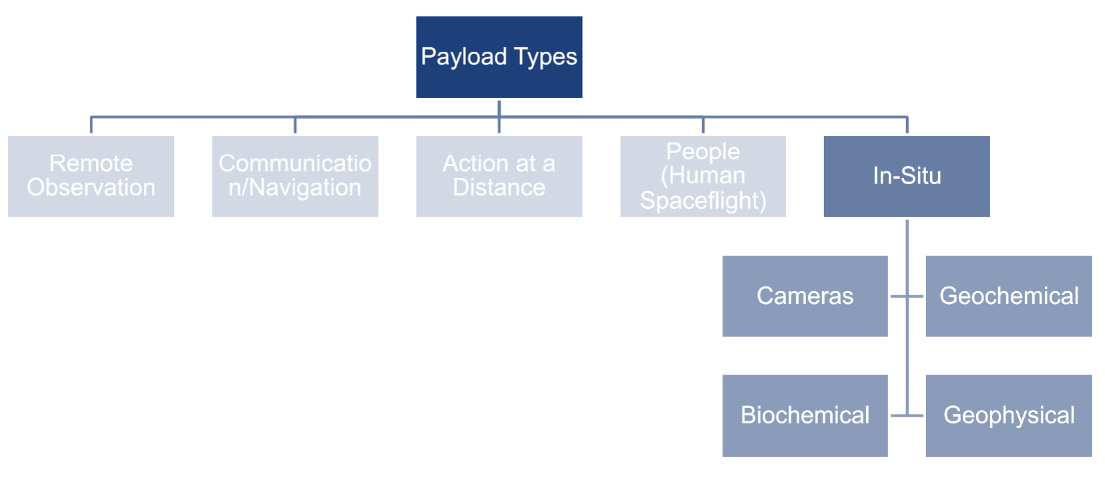 Payload Types
Remote
Observation
Communicatio
n/Navigation
Action at a
Distance
People
(Human
Spaceflight)
In-Situ
Cameras
Geochemical
Biochemical
Geophysical